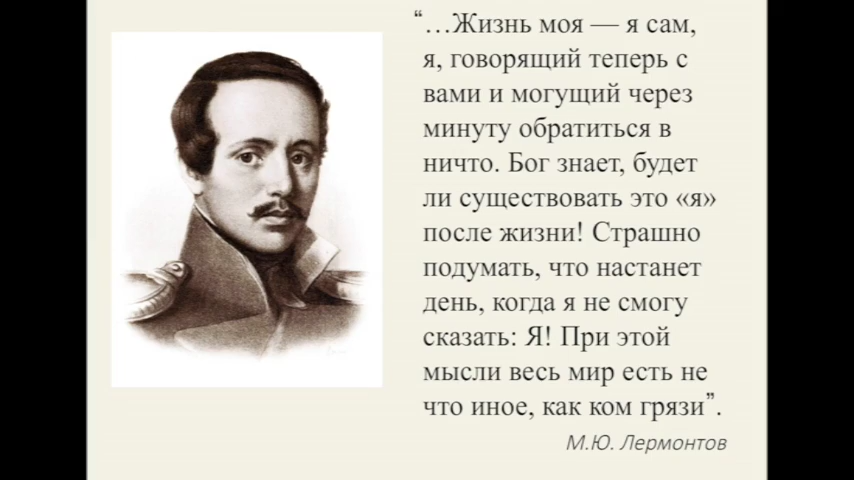 “…Жизнь моя — я сам,
я, говорящий теперь с
вами и могущий через
минуту обратиться в
ничто. Бог знает, будет
ли существовать это «я»
после жизни! Страшно
подумать, что настанет
день, когда я не смогу
сказать: Я! При этой
мысли весь мир есть не
что иное, как ком грязи”.
М.Ю. Лермонтов